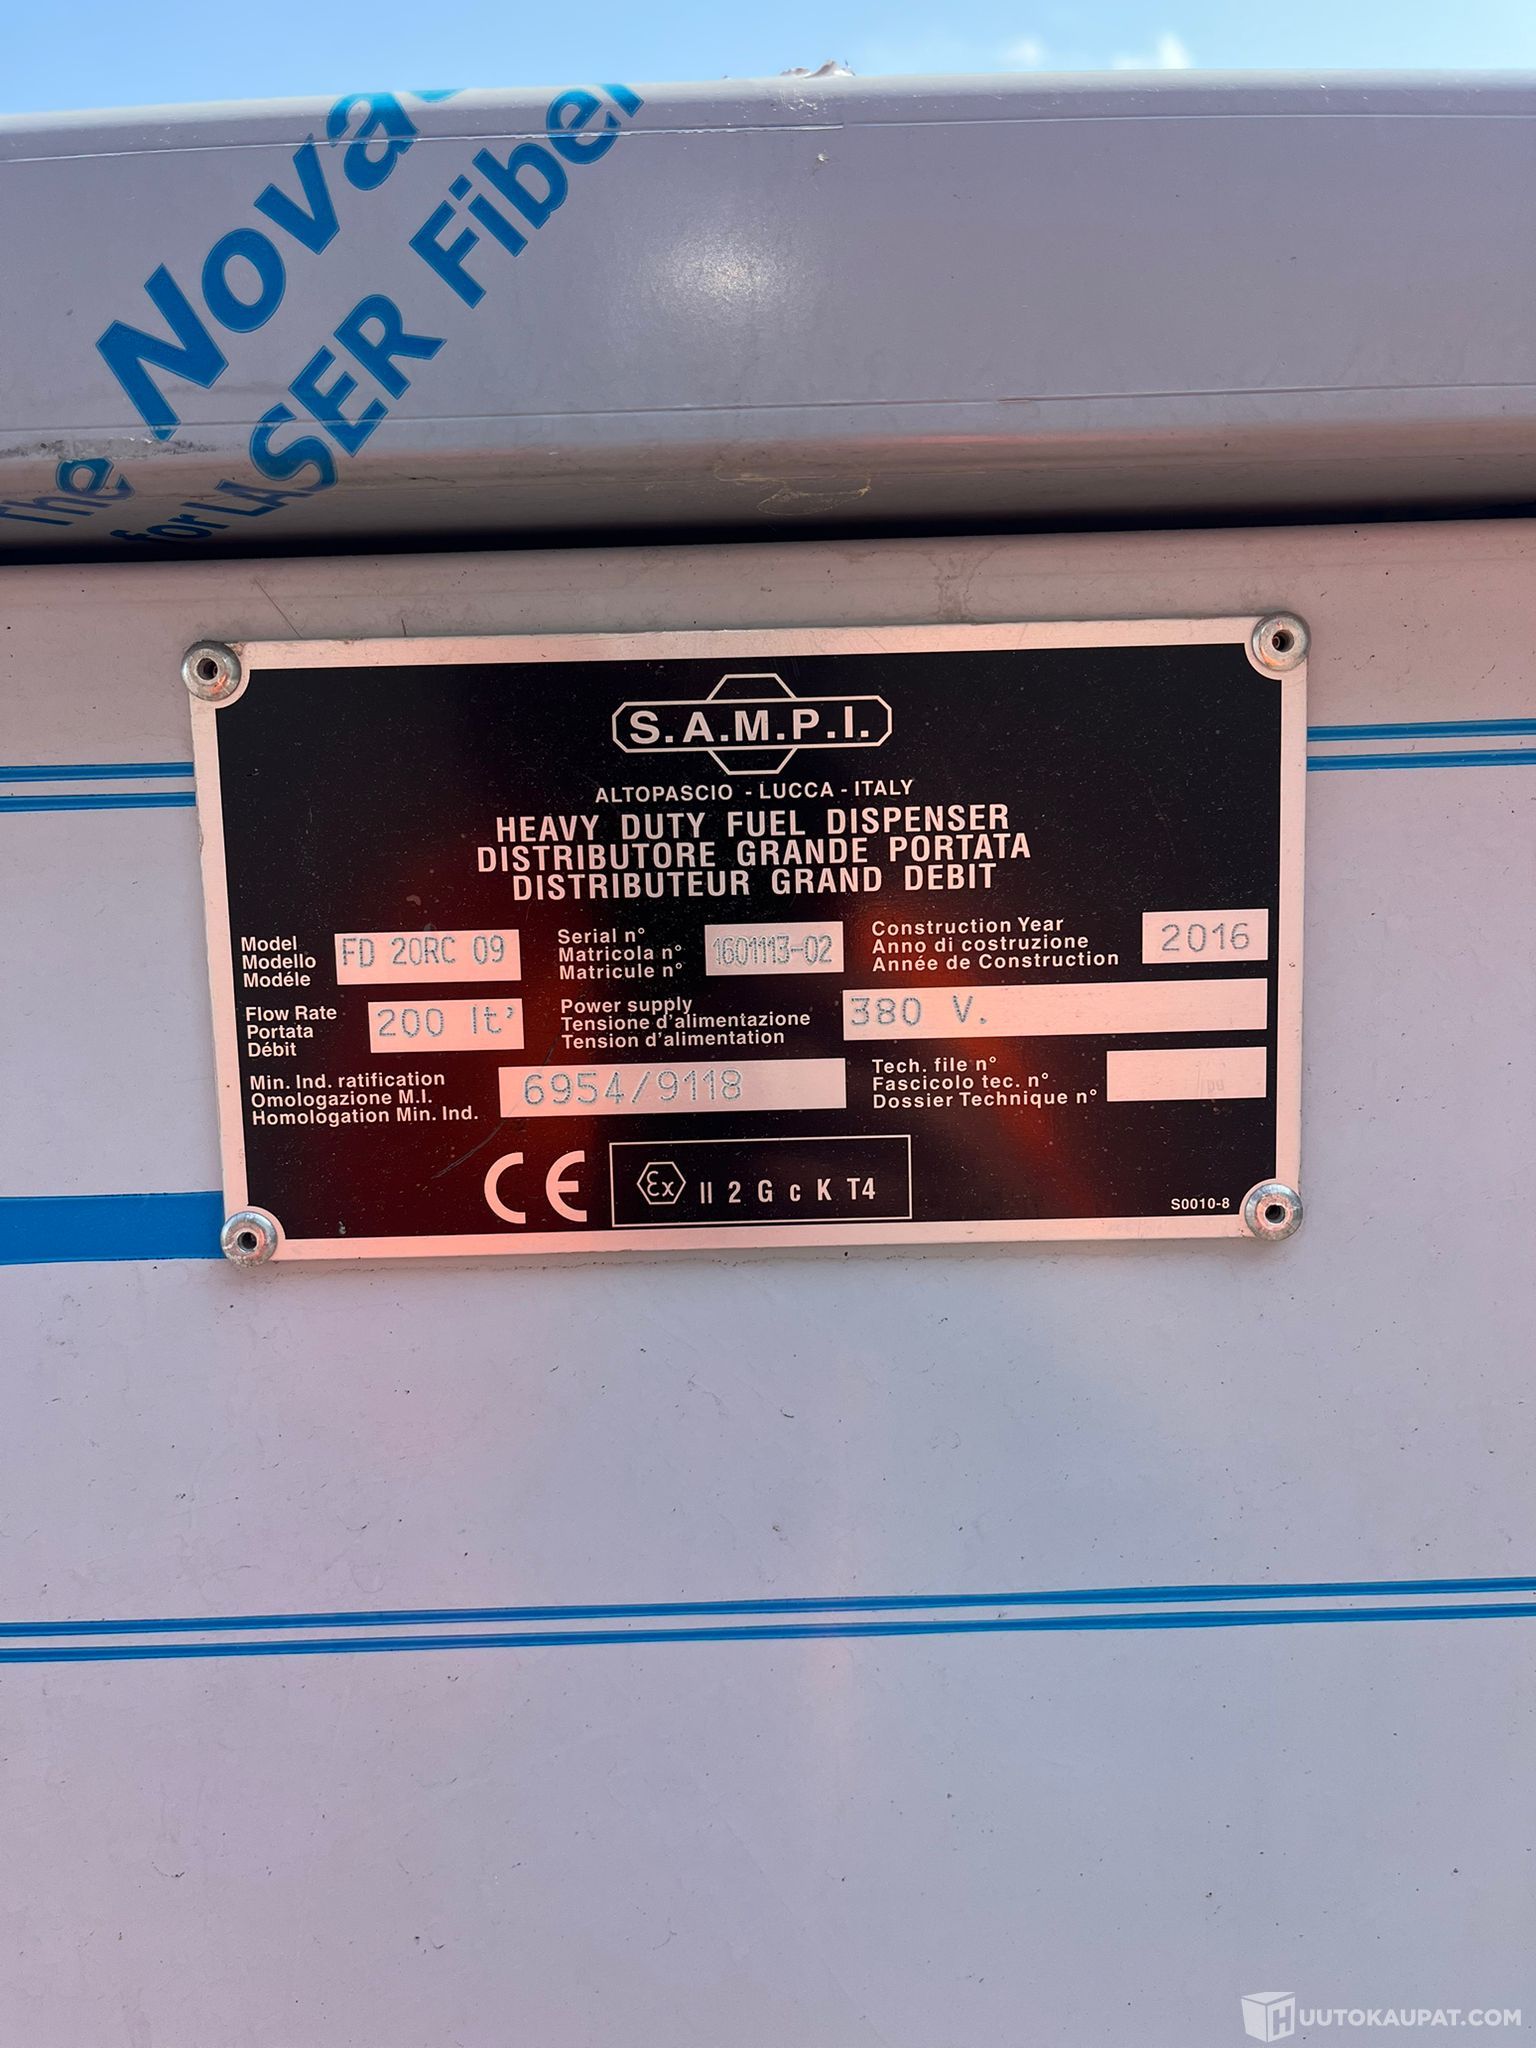 The Nova
for LASER Fiber
S.A.M.P.I.
ALTOPASCIO - LUCCA - ITALY
HEAVY DUTY FUEL DISPENSER
DISTRIBUTORE GRANDE PORTATA
DISTRIBUTEUR GRAND DEBIT
Model
Modello
Modéle
FD 20RC 09
Serial n°
Matricola n°
Matricule n°
1601113-02
Construction Year
Anno di costruzione
Année de Construction
2016
Flow Rate
Portata
Débit
200 lt'
Power supply
Tensione d'alimentazione
Tension d'alimentation
380 V.
Min. Ind. ratification
Omologazione M.I.
Homologation Min. Ind.
6954/9118
Tech. file n°
Fascicolo tec. n°
Dossier Technique n°
CE
Ex II 2 G c K T4
S0010-8
HUUTOKAUPAT.COM